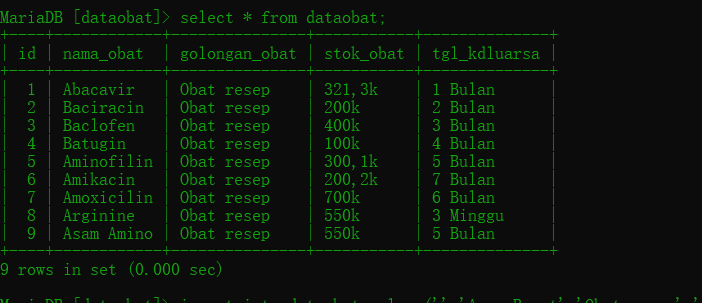 MariaDB [dataobat]> select * from dataobat;
+----+------------+---------------+-----------+--------------+
| id | nama_obat | golongan_obat | stok_obat | tgl_kdluarsa |
+----+------------+---------------+-----------+--------------+
| 1 | Abacavir | Obat resep | 321,3k | 1 Bulan |
| 2 | Baciracin | Obat resep | 200k | 2 Bulan |
| 3 | Baclofen | Obat resep | 400k | 3 Bulan |
| 4 | Batugin | Obat resep | 100k | 4 Bulan |
| 5 | Aminofilin | Obat resep | 300,1k | 5 Bulan |
| 6 | Amikacin | Obat resep | 200,2k | 7 Bulan |
| 7 | Amoxicilin | Obat resep | 700k | 6 Bulan |
| 8 | Arginine | Obat resep | 550k | 3 Minggu |
| 9 | Asam Amino | Obat resep | 550k | 5 Bulan |
+----+------------+---------------+-----------+--------------+
9 rows in set (0.000 sec)
MariaDB [dataobat]>